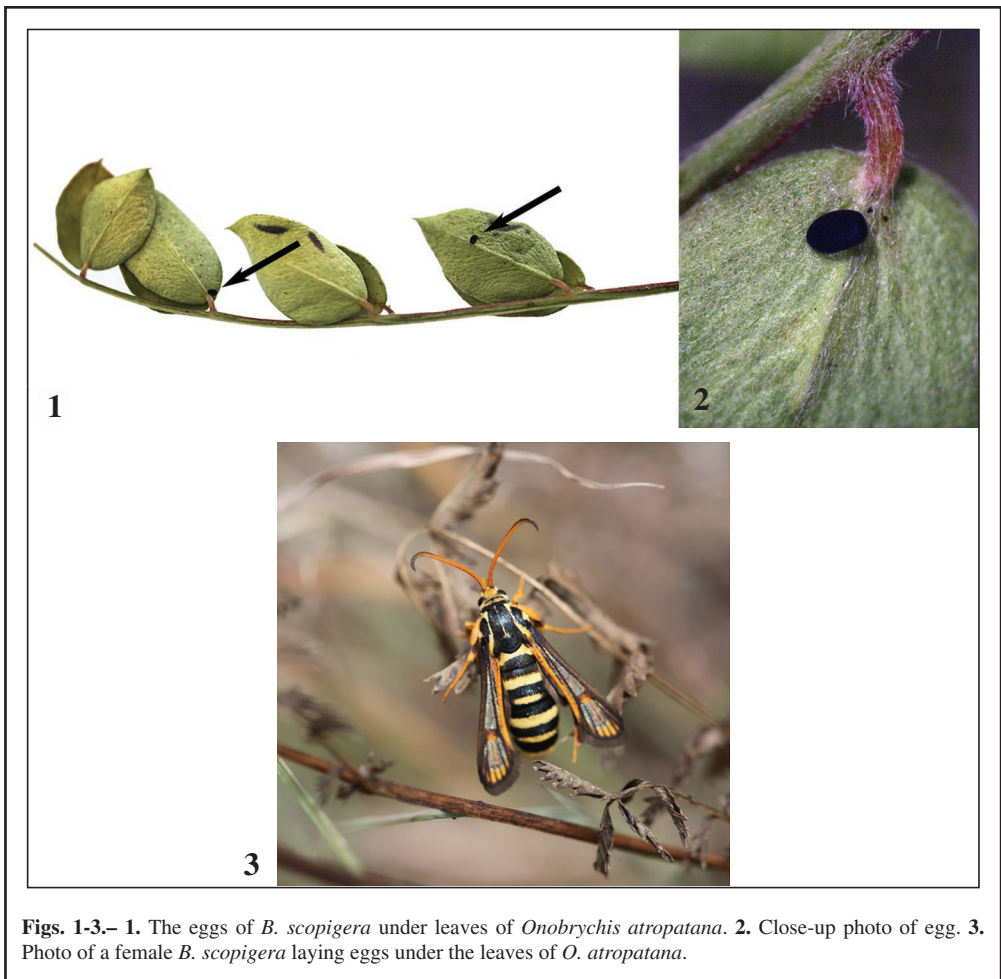 1
2
3
Figs. 1-3.– 1. The eggs of B. scopigera under leaves of Onobrychis atropatana. 2. Close-up photo of egg. 3.
Photo of a female B. scopigera laying eggs under the leaves of O. atropatana.